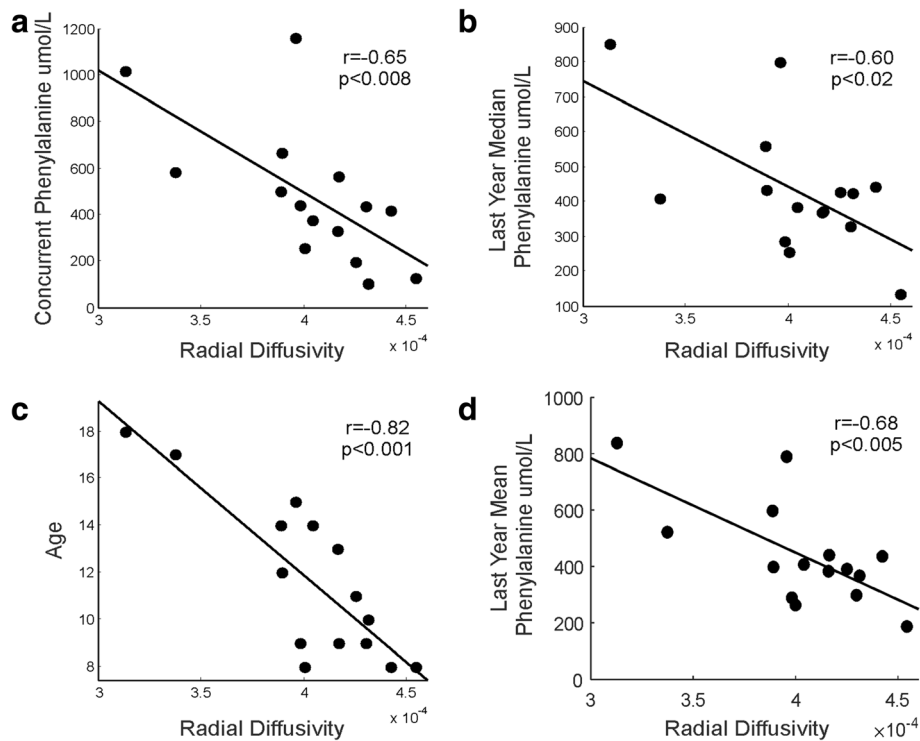 a
Concurrent Phenylalanine umol/L
1200
1000
800
600
400
200
0
r=-0.65
p<0.008
3
3.5
4
4.5
Radial Diffusivity
x 10-4
b
Last Year Median
Phenylalanine umol/L
900
800
700
600
500
400
300
200
100
r=-0.60
p<0.02
3
3.5
4
4.5
Radial Diffusivity
x 10-4
c
Age
18
16
14
12
10
8
r=-0.82
p<0.001
3
3.5
4
4.5
Radial Diffusivity
x 10-4
d
Last Year Mean
Phenylalanine umol/L
1000
800
600
400
200
0
r=-0.68
p<0.005
3
3.5
4
4.5
Radial Diffusivity
×10-4